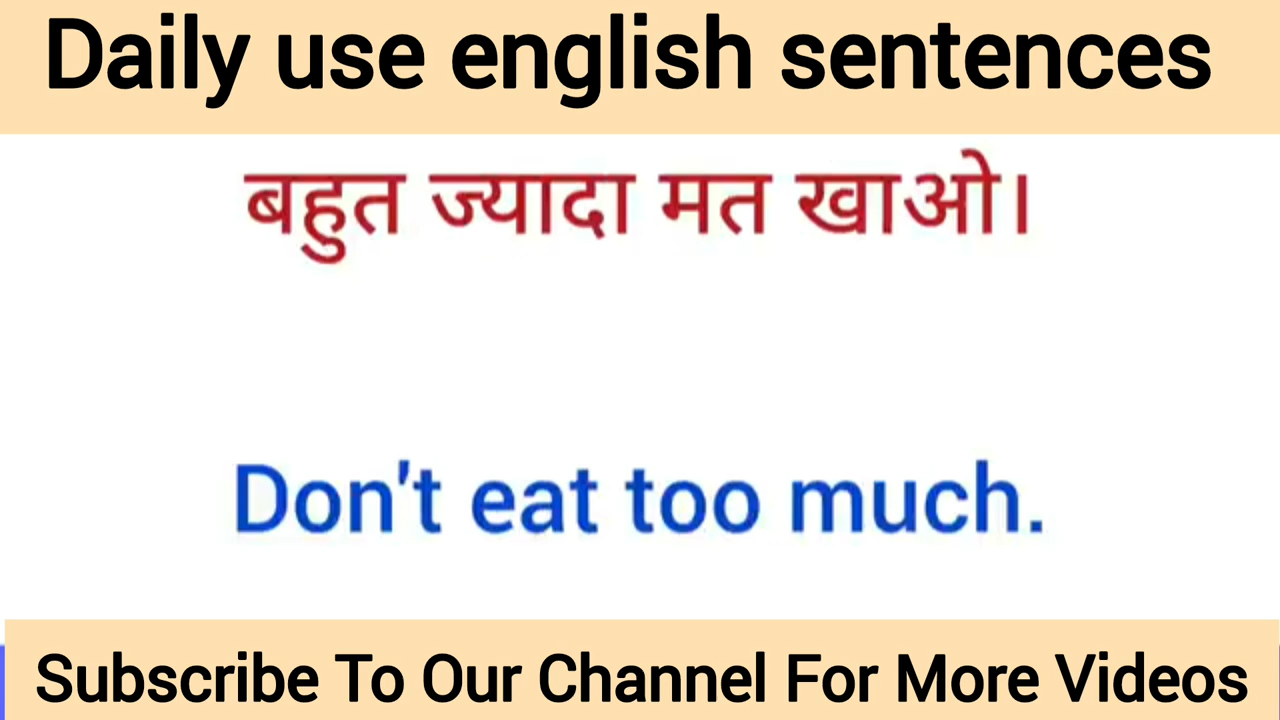 Daily use english sentences
बहुत ज्यादा मत खाओ।
Don't eat too much.
Subscribe To Our Channel For More Videos